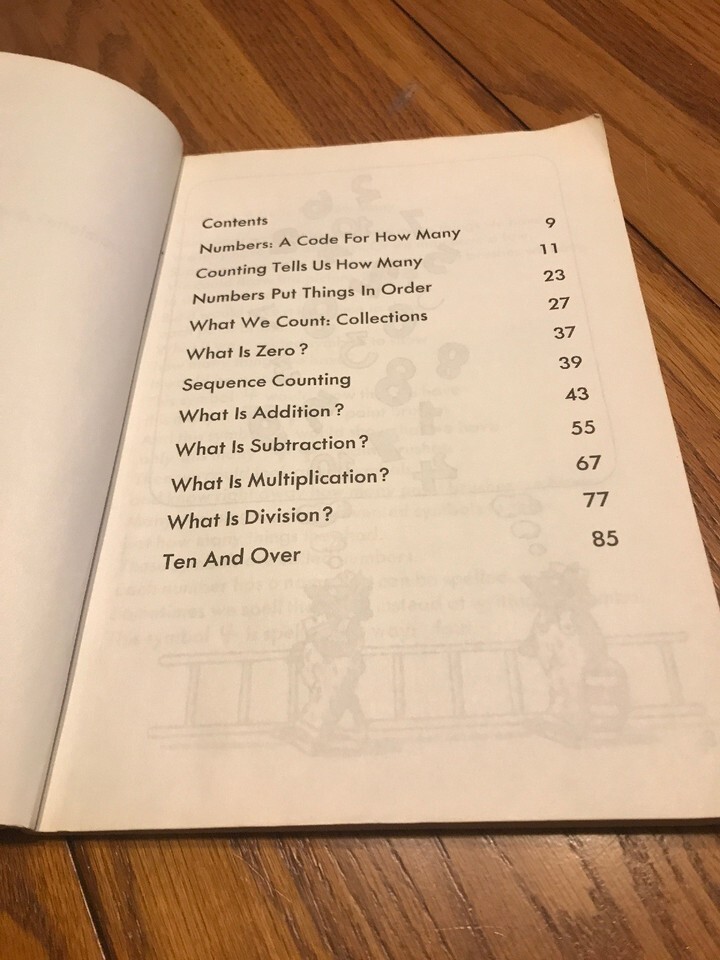 Contents
Numbers: A Code For How Many 9
Counting Tells Us How Many 11
Numbers Put Things In Order 23
What We Count: Collections 27
What Is Zero? 37
Sequence Counting 39
What Is Addition? 43
What Is Subtraction? 55
What Is Multiplication? 67
What Is Division? 77
Ten And Over 85